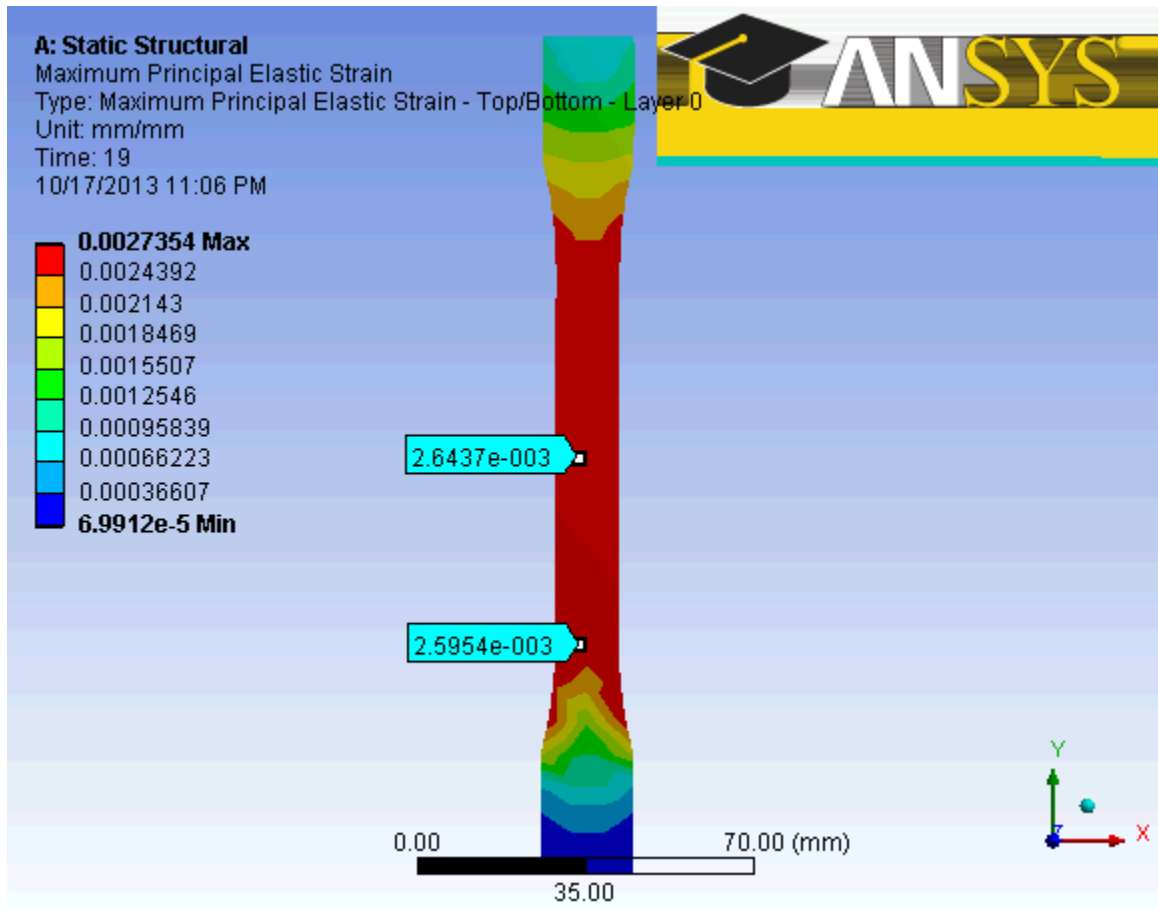 A: Static Structural
Maximum Principal Elastic Strain
Type: Maximum Principal Elastic Strain - Top/Bottom - Layer 0
Unit: mm/mm
Time: 19
10/17/2013 11:06 PM
ANSYS
0.0027354 Max
0.0024392
0.002143
0.0018469
0.0015507
0.0012546
0.00095839
0.00066223
0.00036607
6.9912e-5 Min
2.6437e-003
2.5954e-003
Y
Z
X
0.00
70.00 (mm)
35.00